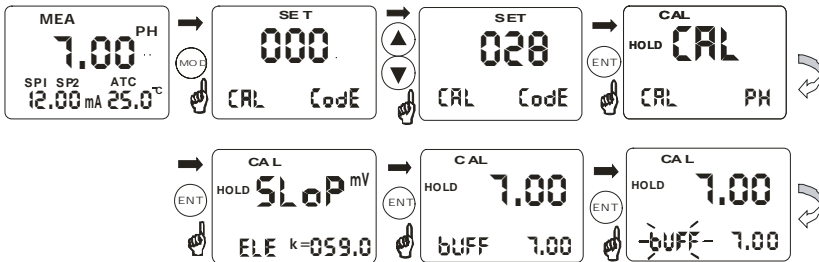 MEA
7.00 PH
SP1 SP2 ATC
12.00 mA 25.0 °C
MOD
SET
000
CAL CodE
SET
028
CAL CodE
ENT
CAL
HOLD CAL
CAL PH
ENT
CAL
HOLD SLoP mV
ELE k=059.0
ENT
CAL
HOLD 7.00
bUFF 7.00
ENT
CAL
HOLD 7.00
-bUFF- 7.00